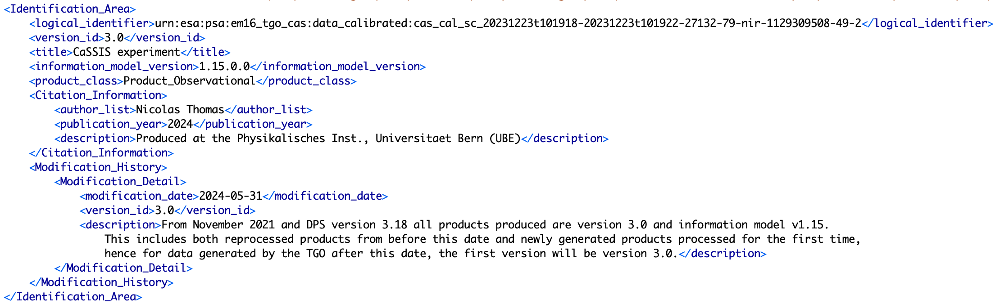 <Identification_Area>
    <logical_identifier>urn:esa:psa:em16_tgo_cas:data_calibrated:cas_cal_sc_20231223t101918-20231223t101922-27132-79-nir-1129309508-49-2</logical_identifier>
    <version_id>3.0</version_id>
    <title>CaSSIS experiment</title>
    <information_model_version>1.15.0.0</information_model_version>
    <product_class>Product_Observational</product_class>
    <Citation_Information>
        <author_list>Nicolas Thomas</author_list>
        <publication_year>2024</publication_year>
        <description>Produced at the Physikalisches Inst., Universitaet Bern (UBE)</description>
    </Citation_Information>
    <Modification_History>
        <Modification_Detail>
            <modification_date>2024-05-31</modification_date>
            <version_id>3.0</version_id>
            <description>From November 2021 and DPS version 3.18 all products produced are version 3.0 and information model v1.15.
                This includes both reprocessed products from before this date and newly generated products processed for the first time,
                hence for data generated by the TGO after this date, the first version will be version 3.0.</description>
        </Modification_Detail>
    </Modification_History>
</Identification_Area>